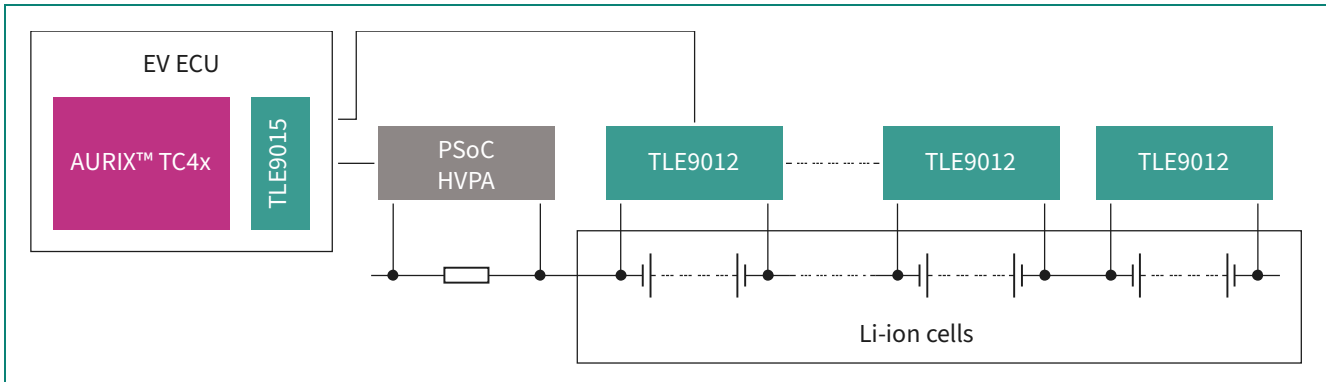 EV ECU
AURIX™ TC4x
TLE9015
PSoC
HVPA
TLE9012
TLE9012
TLE9012
Li-ion cells